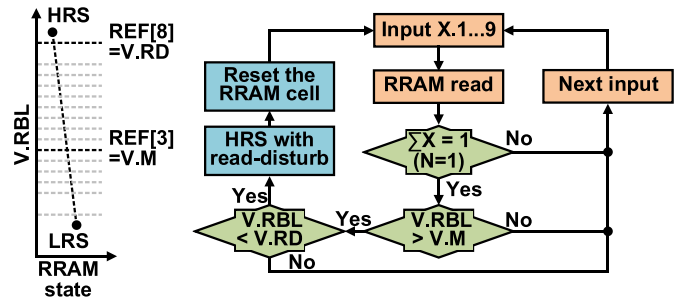 HRS
REF[8]
=V.RD
REF[3]
=V.M
V.RBL
LRS
RRAM
state
Input X.1...9
Reset the
RRAM cell
RRAM read
Next input
HRS with
read-disturb
∑X = 1
(N=1)
No
Yes
Yes
V.RBL
< V.RD
Yes
V.RBL
> V.M
No
No